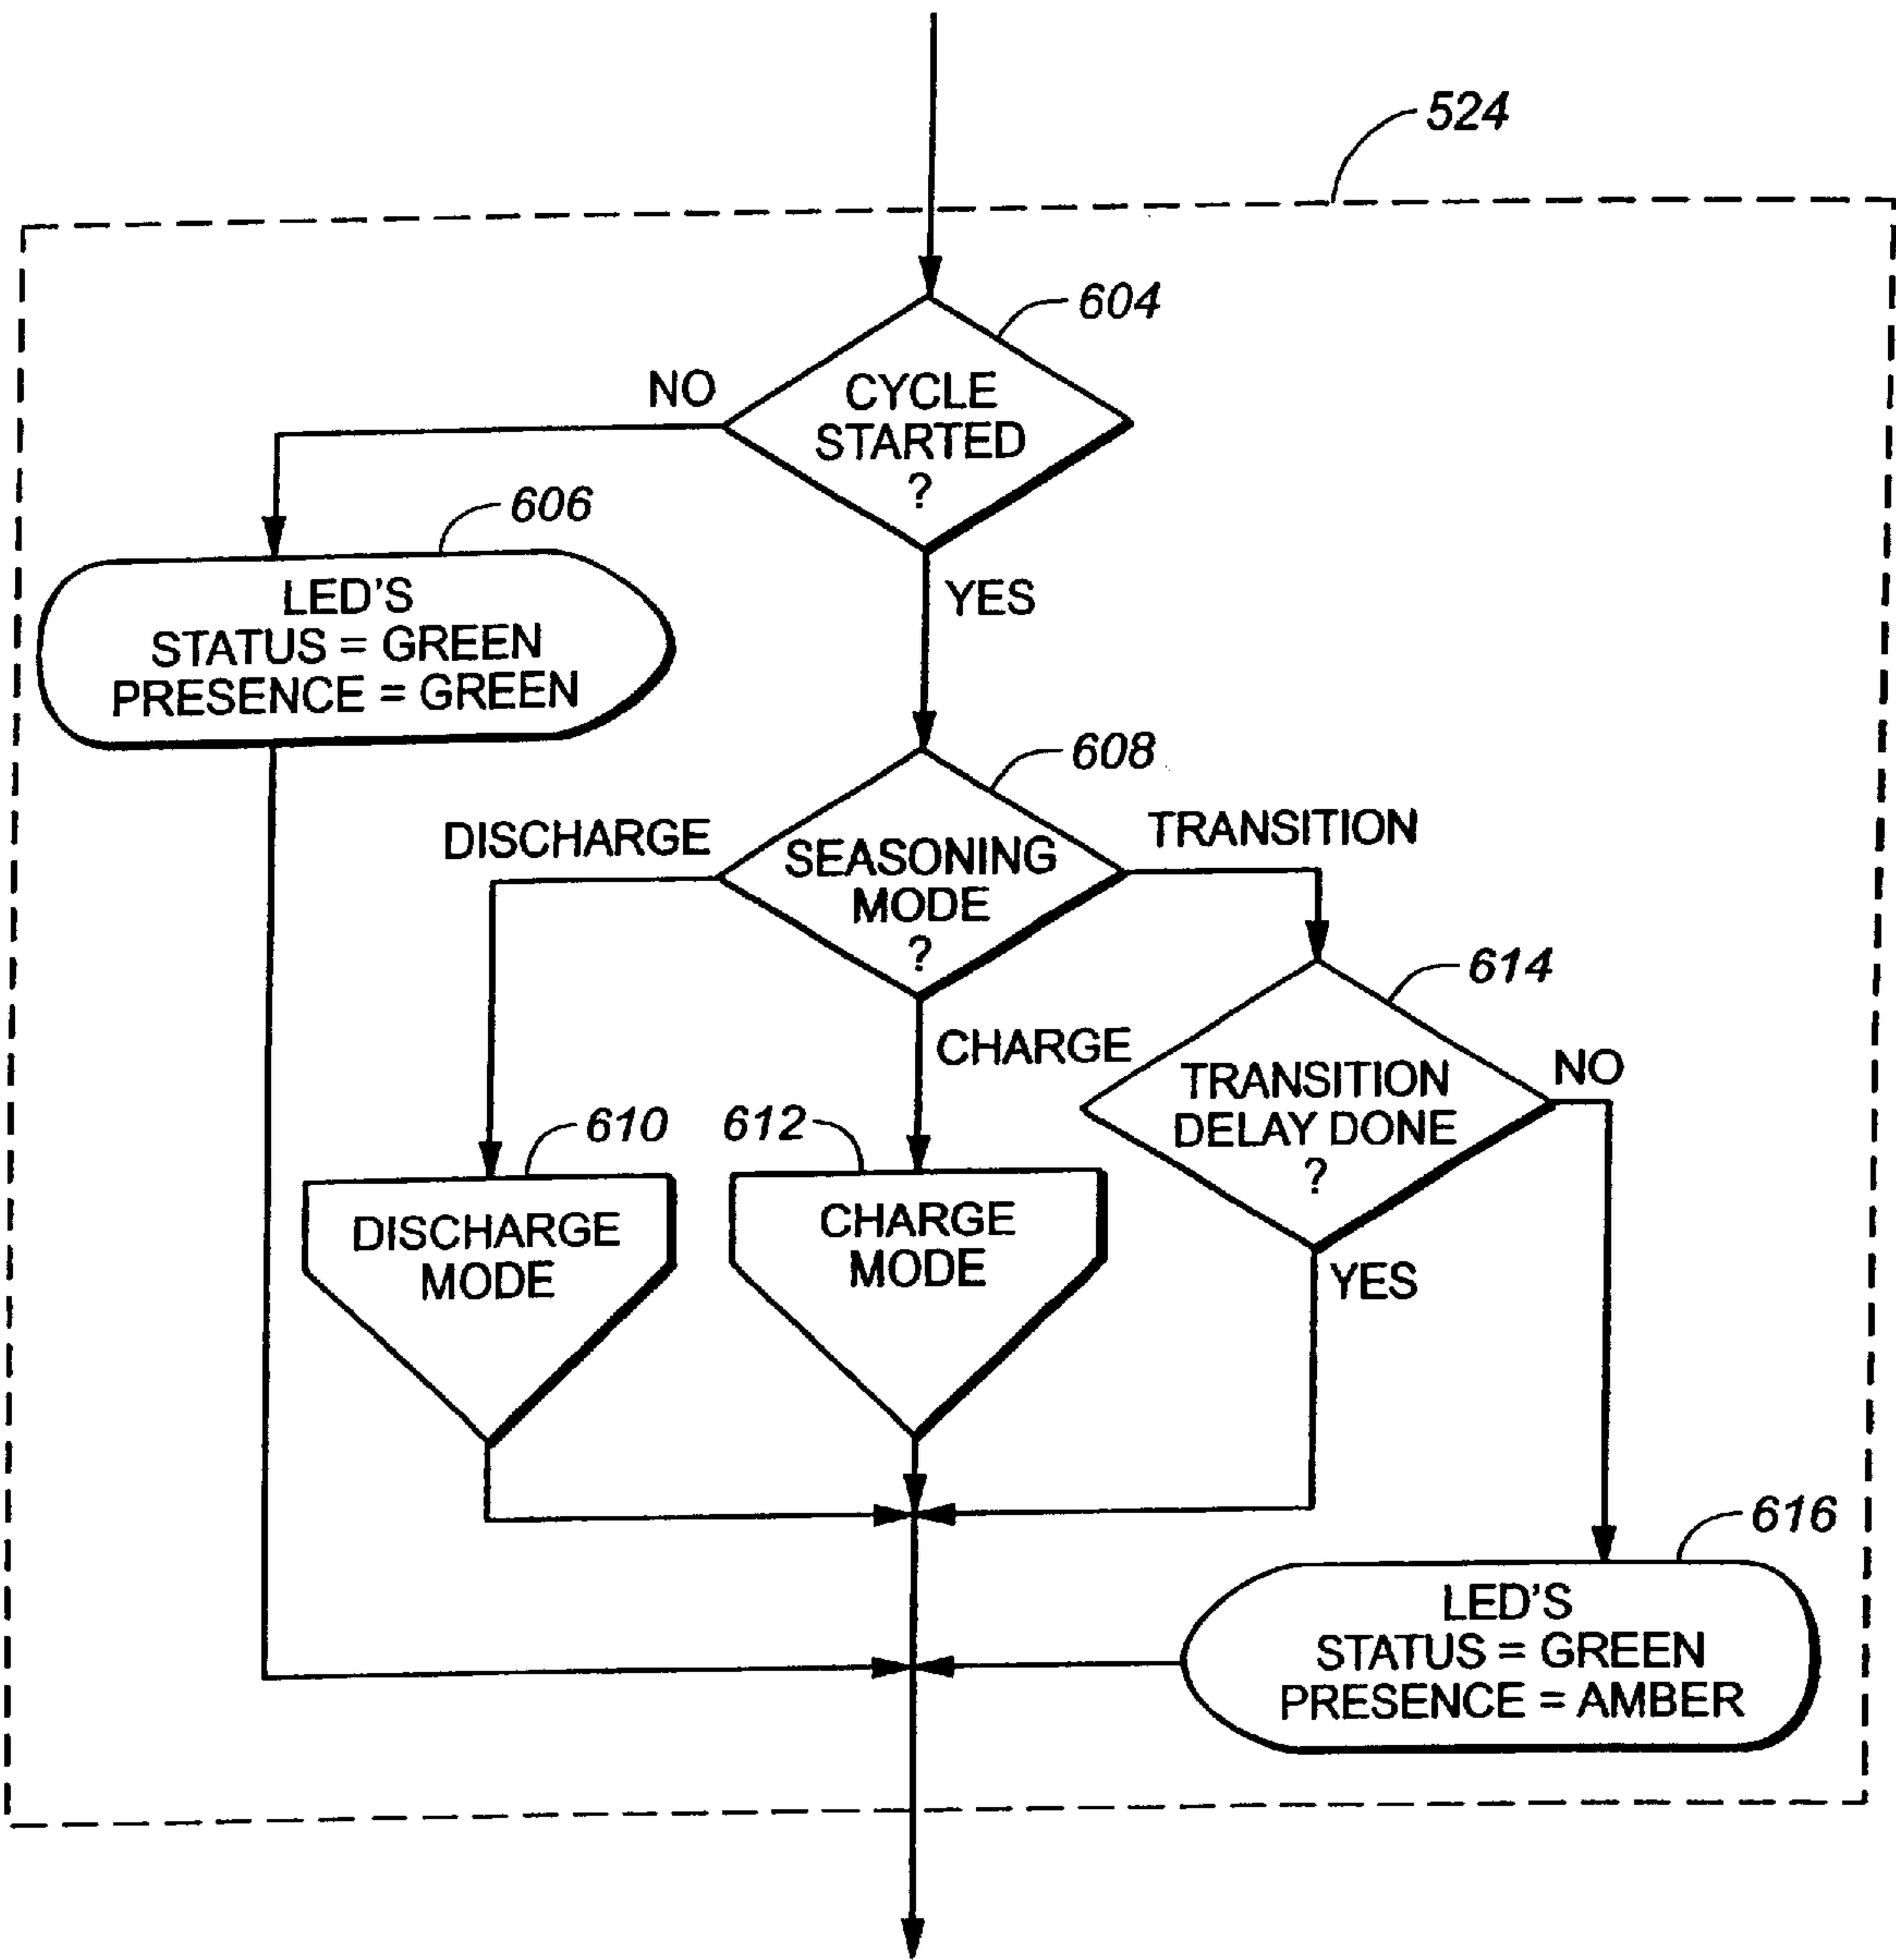 524
604
NO
CYCLE
STARTED
?
606
LED'S
STATUS = GREEN
PRESENCE = GREEN
YES
608
DISCHARGE
SEASONING
MODE
?
TRANSITION
614
CHARGE
TRANSITION
DELAY DONE
?
NO
610
612
DISCHARGE
MODE
CHARGE
MODE
YES
616
LED'S
STATUS = GREEN
PRESENCE = AMBER